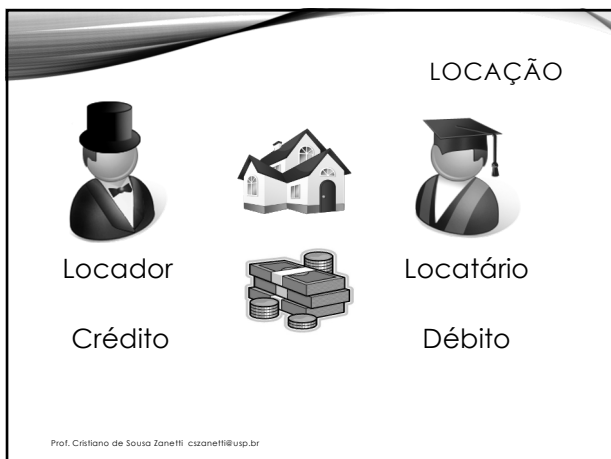 LOCAÇÃO
Locador
Locatário
Crédito
Débito
Prof. Cristiano de Sousa Zanetti cszanetti@usp.br